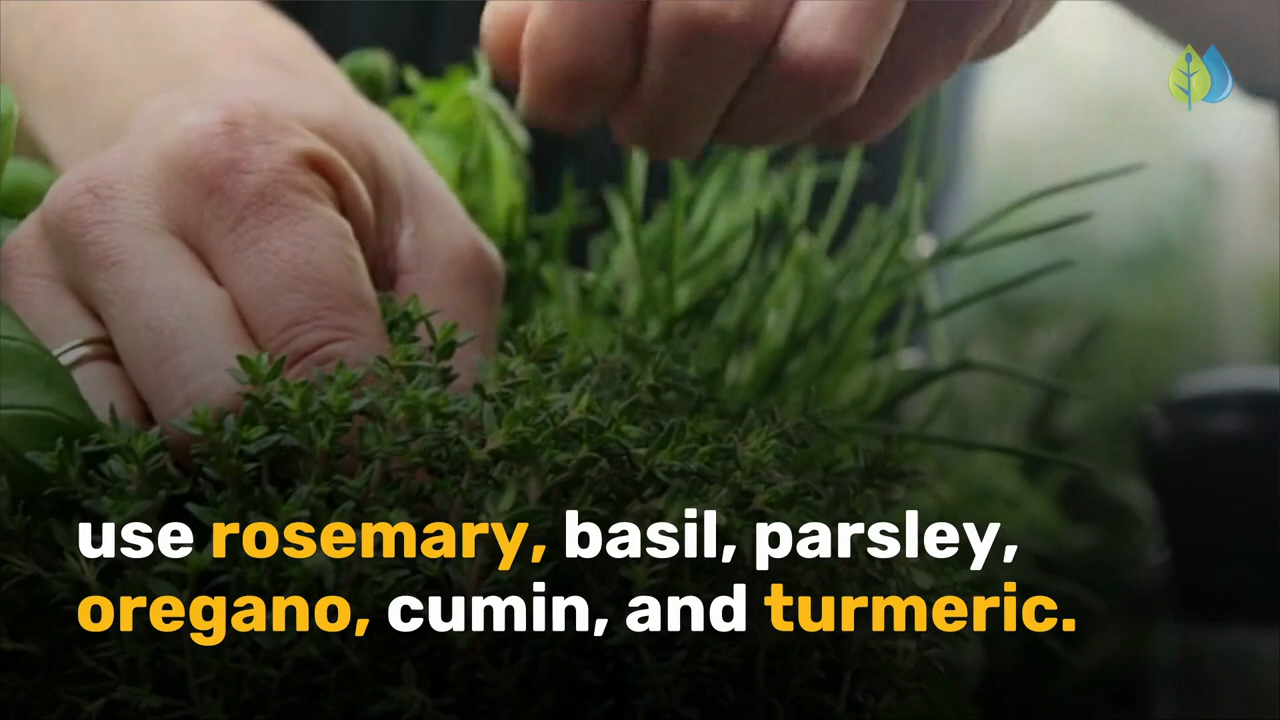 use rosemary, basil, parsley,
oregano, cumin, and turmeric.